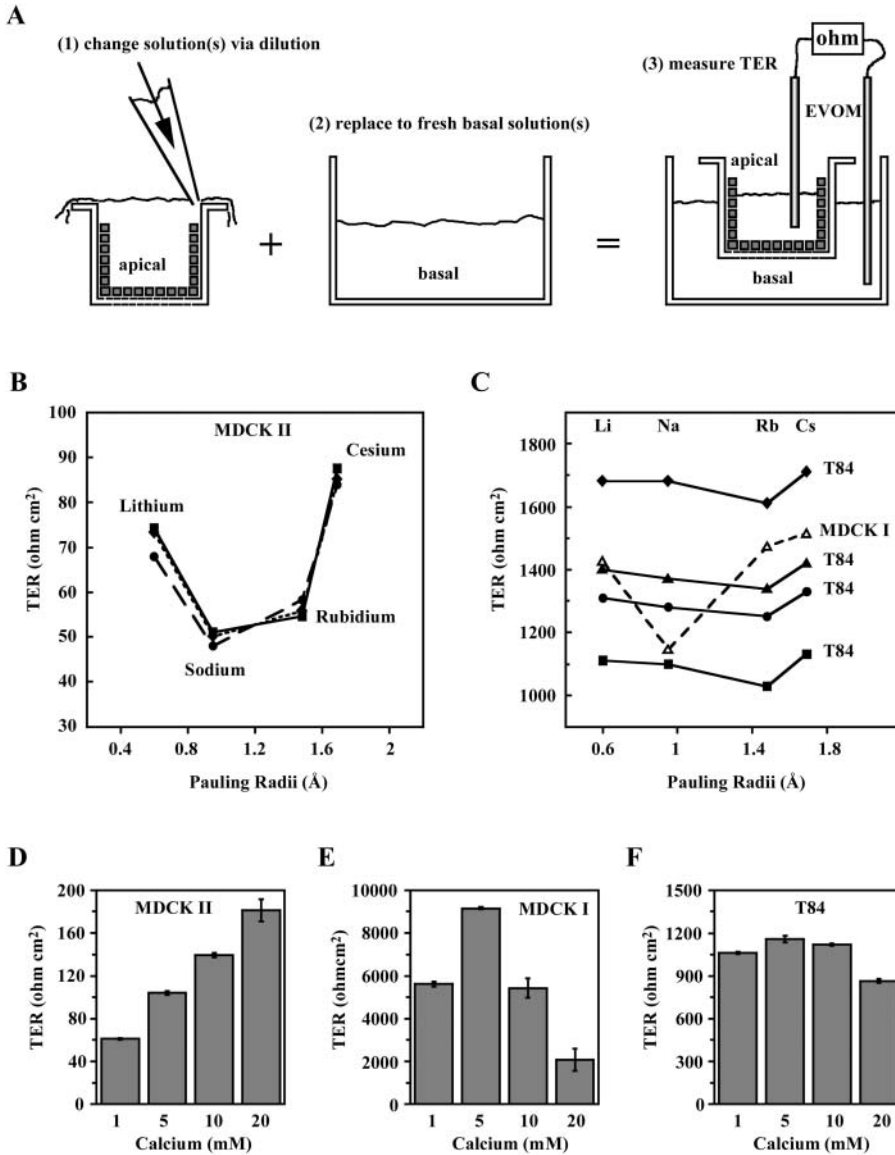 A
(1) change solution(s) via dilution
apical
+
(2) replace to fresh basal solution(s)
basal
=
(3) measure TER
ohm
EVOM
apical
basal
B
MDCK II
Lithium
Sodium
Rubidium
Cesium
TER (ohm cm2)
100
90
80
70
60
50
40
30
0.4 0.8 1.2 1.6 2
Pauling Radii (Å)
C
Li Na Rb Cs
T84
MDCK I
T84
T84
T84
TER (ohm cm2)
1800
1600
1400
1200
1000
0.6 1 1.4 1.8
Pauling Radii (Å)
D
MDCK II
TER (ohm cm2)
200
160
120
80
40
0
1 5 10 20
Calcium (mM)
E
MDCK I
TER (ohmcm2)
10000
8000
6000
4000
2000
0
1 5 10 20
Calcium (mM)
F
T84
TER (ohm cm2)
1500
1200
900
600
300
0
1 5 10 20
Calcium (mM)